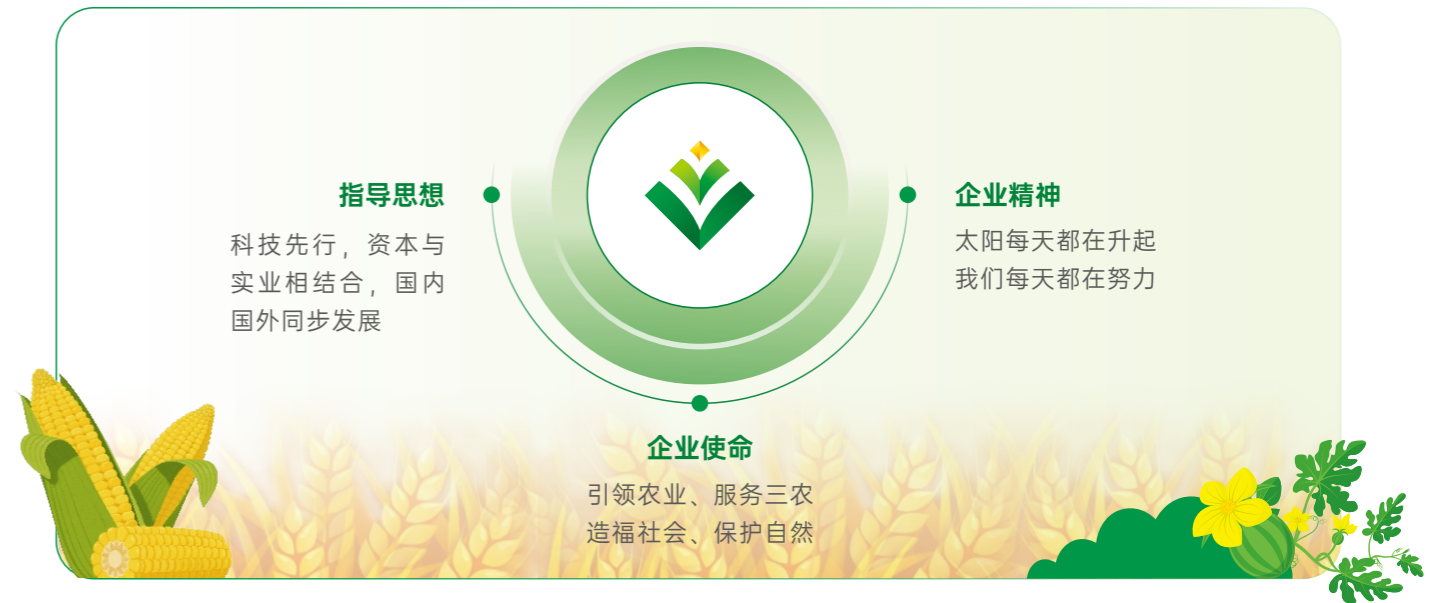 指导思想
科技先行，资本与
实业相结合，国内
国外同步发展
企业精神
太阳每天都在升起
我们每天都在努力
企业使命
引领农业、服务三农
造福社会、保护自然